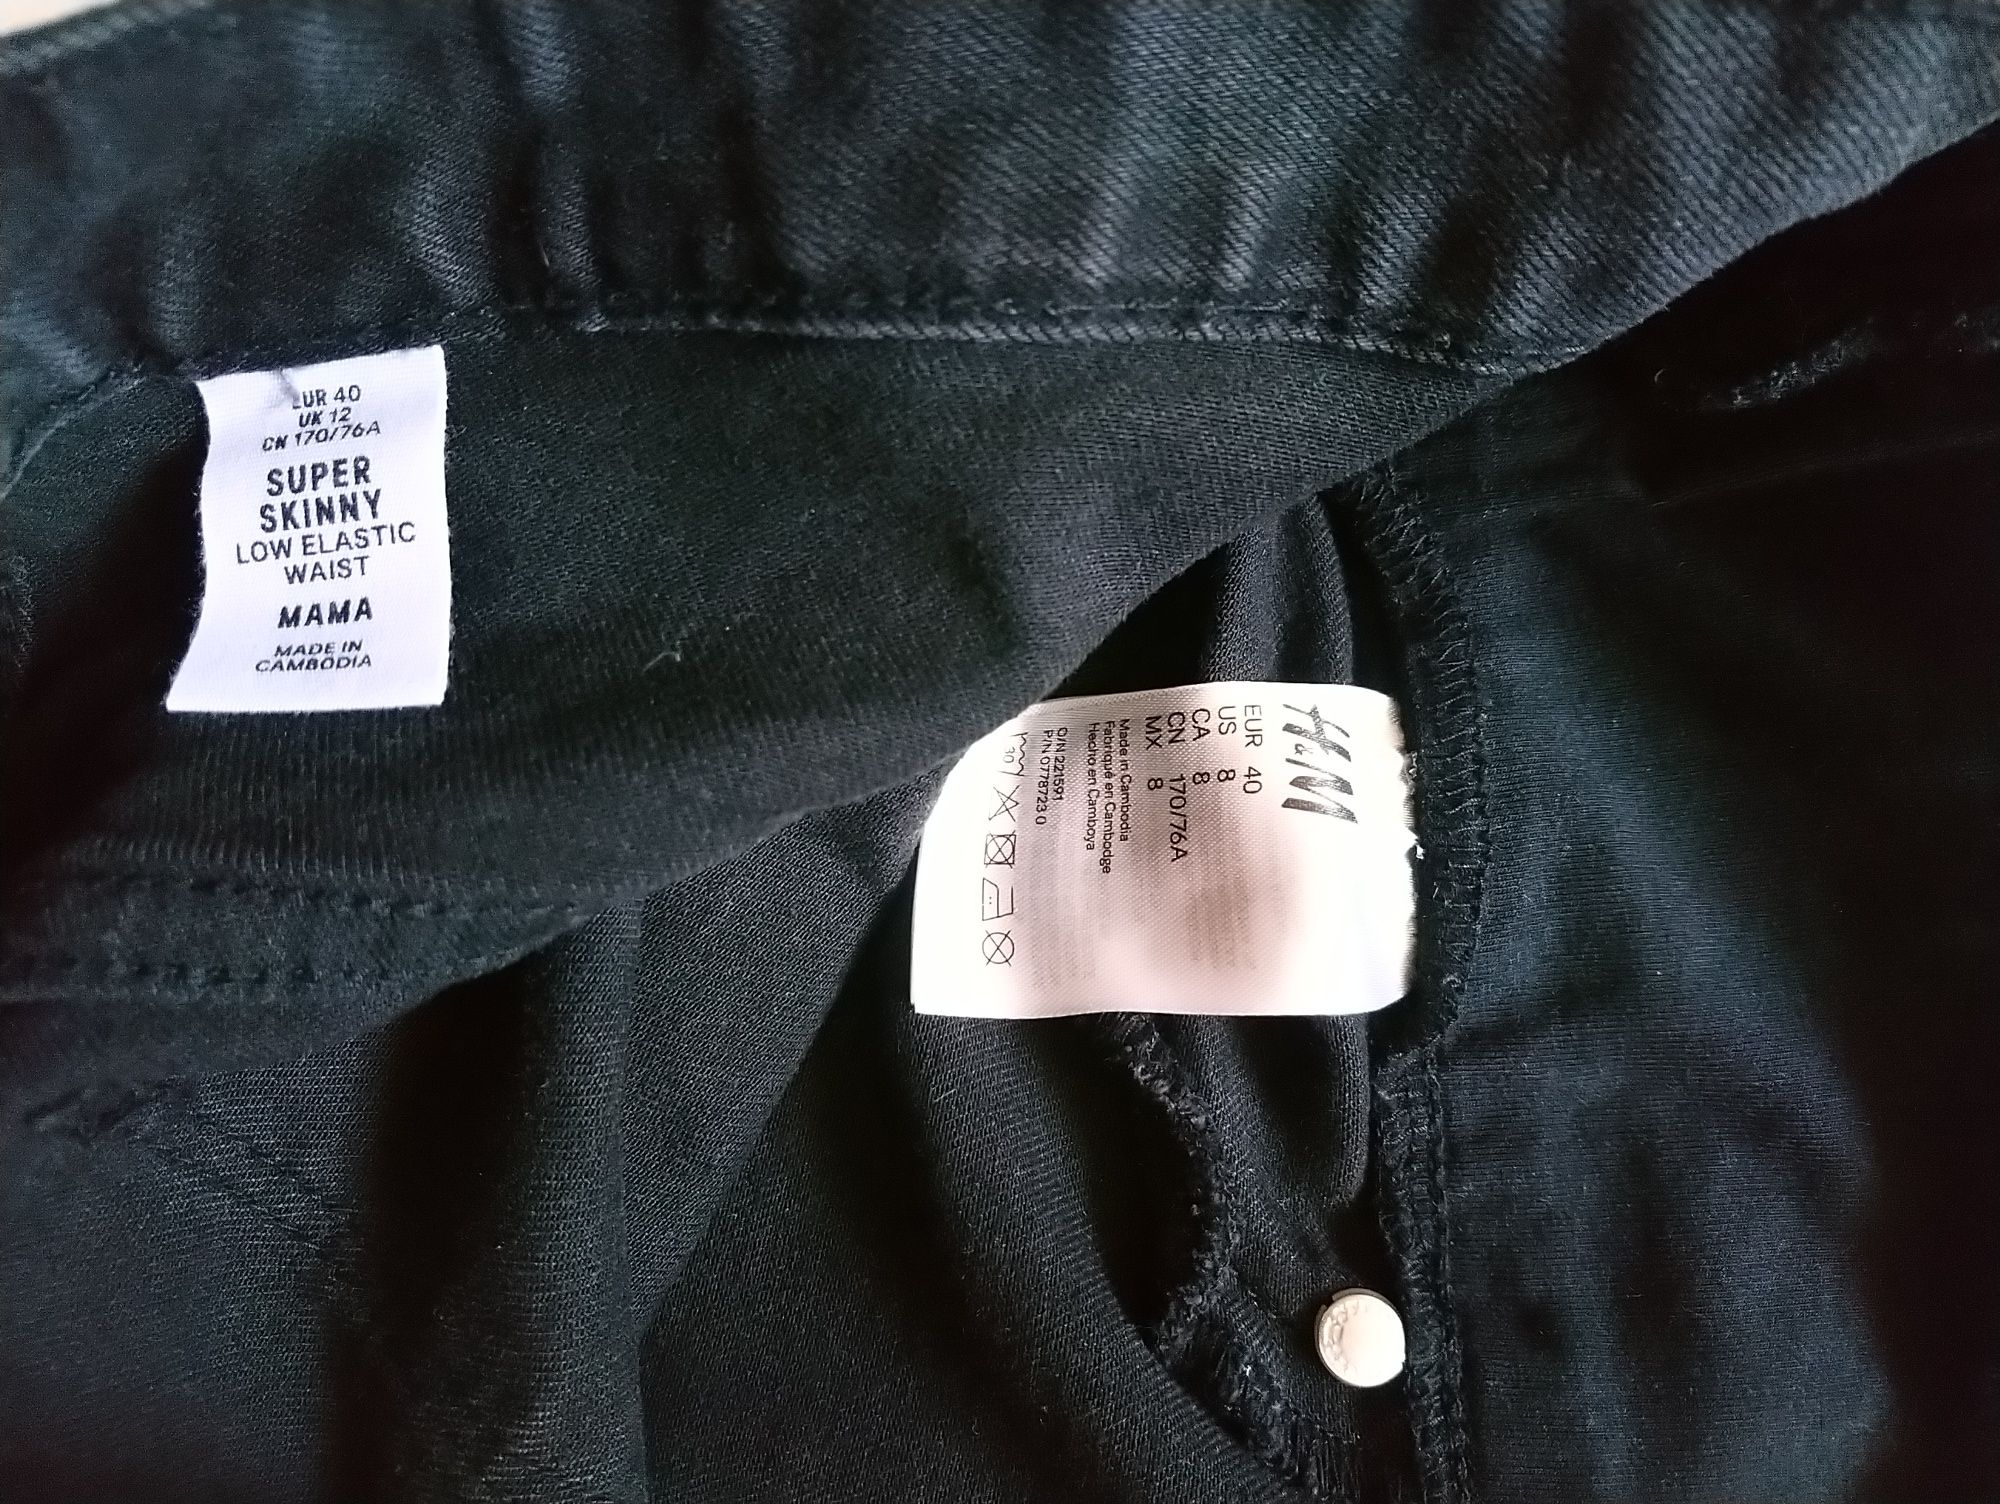 EUR 40
UK 12
CN 170/76A
SUPER
SKINNY
LOW ELASTIC
WAIST
MAMA
MADE IN
CAMBODIA
H&M
EUR 40
US 8
CA 8
CN 170/76A
MX 8
Made in Cambodia
Fabriqué en Cambodge
Hecho en Camboya
O/N 221591
P/N 0778723 0
30